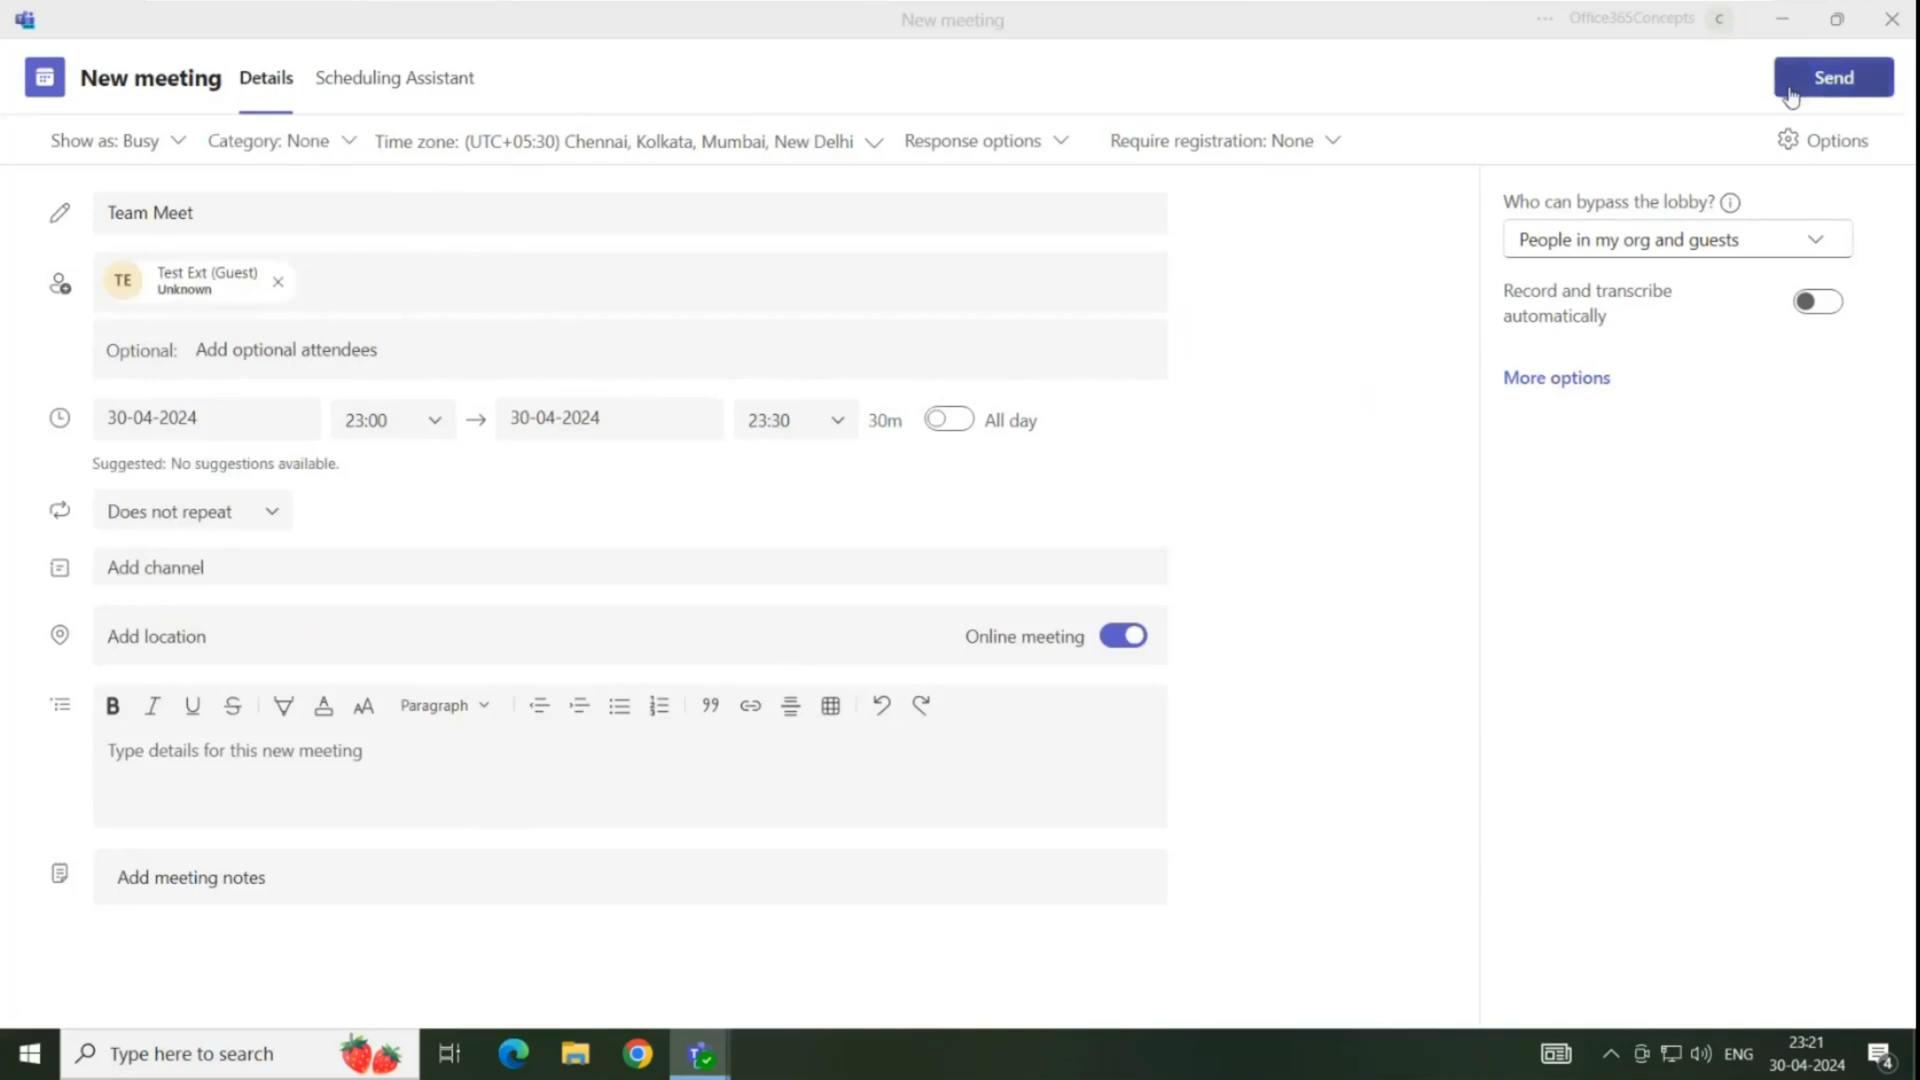 New meeting
Office365Concepts
C
New meeting
Details
Scheduling Assistant
Send
Show as: Busy
Category: None
Time zone: (UTC+05:30) Chennai, Kolkata, Mumbai, New Delhi
Response options
Require registration: None
Options
Team Meet
TE
Test Ext (Guest)
Unknown
Optional:
Add optional attendees
30-04-2024
23:00
30-04-2024
23:30
30m
All day
Suggested: No suggestions available.
Does not repeat
Add channel
Add location
Online meeting
B I U S
AA
Paragraph
Type details for this new meeting
Add meeting notes
Who can bypass the lobby?
People in my org and guests
Record and transcribe
automatically
More options
Type here to search
ENG
23:21
30-04-2024
4